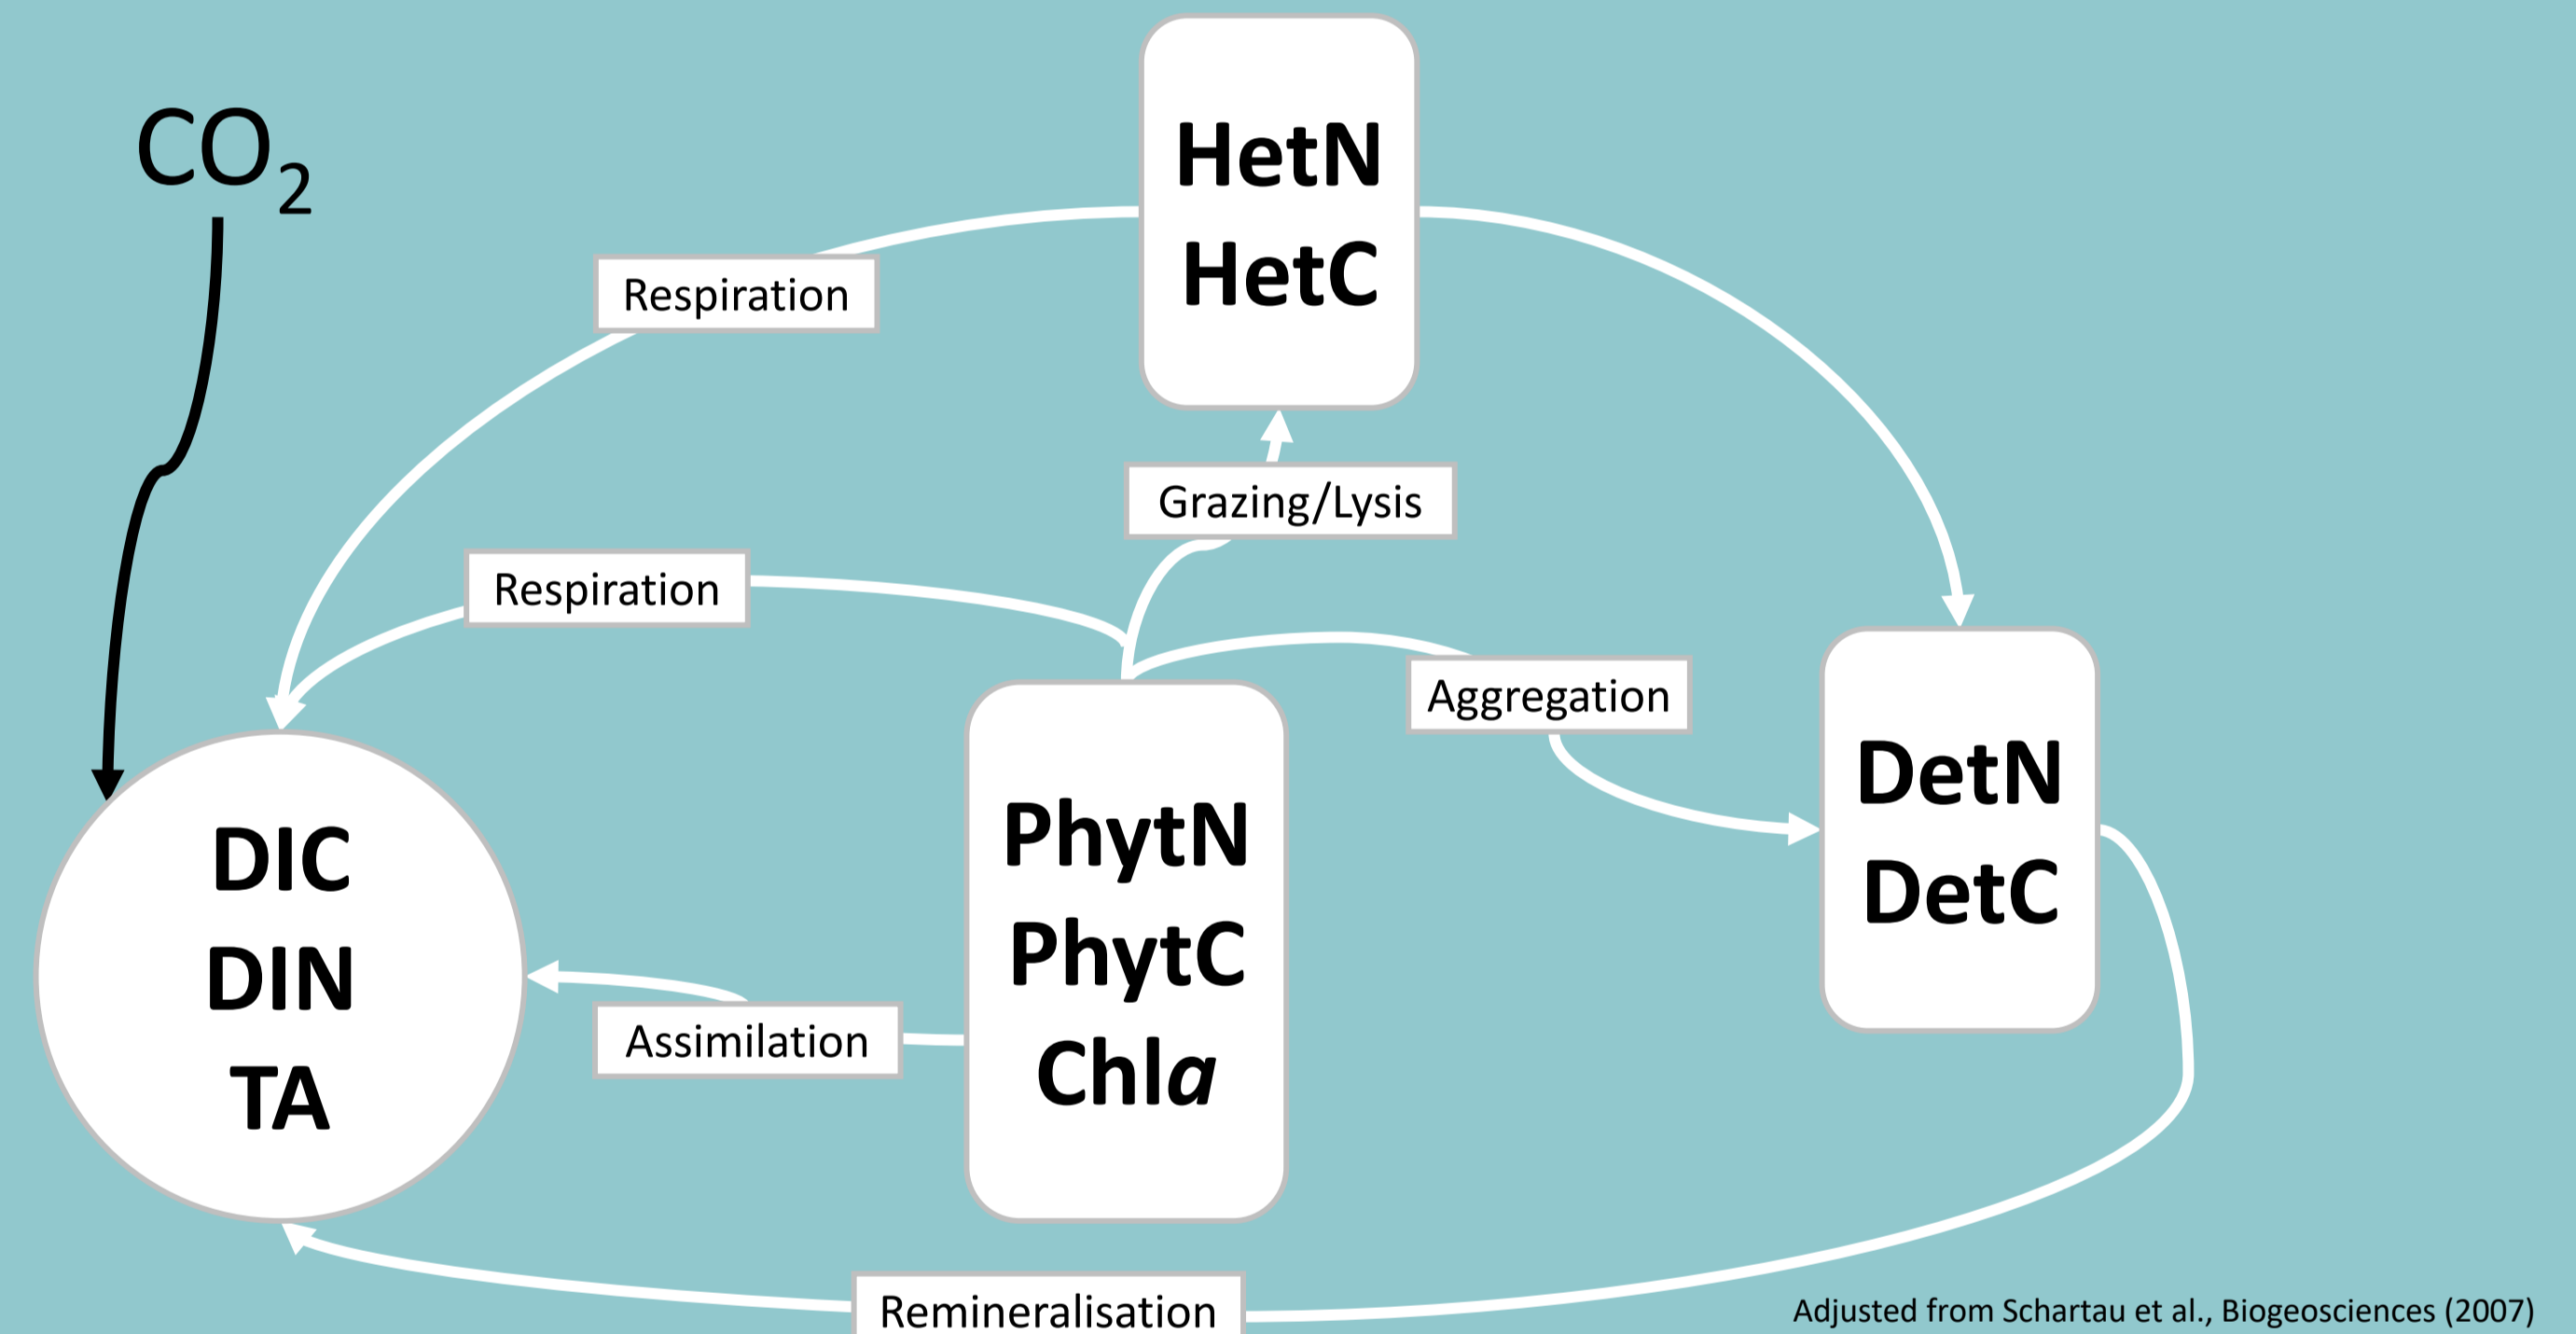 CO2
HetN
HetC
Respiration
Grazing/Lysis
Respiration
Aggregation
DIC
DIN
TA
PhytN
PhytC
Chla
DetN
DetC
Assimilation
Remineralisation
Adjusted from Schartau et al., Biogeosciences (2007)